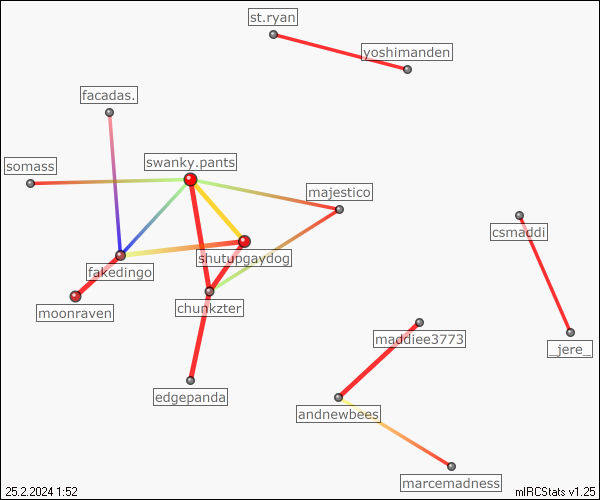 st.ryan
yoshimanden
facadas.
swanky.pants
somass
majestico
csmaddi
shutupgaydog
fakedingo
chunkzter
moonraven
maddiee3773
_jere_
edgepanda
andnewbees
marcemadness
25.2.2024 1:52
mIRCStats v1.25